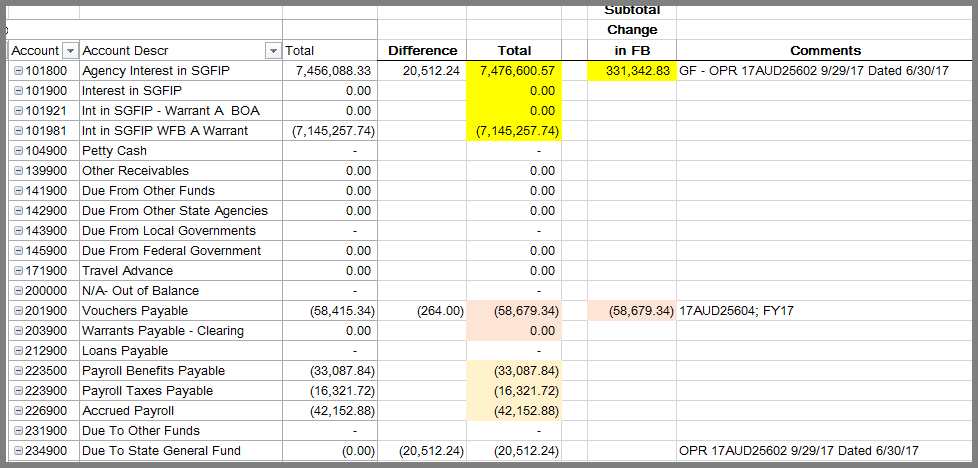 Subtotal
Change
Account Account Descr Total Difference Total in FB Comments
101800 Agency Interest in SGFIP 7,456,088.33 20,512.24 7,476,600.57 331,342.83 GF - OPR 17AUD25602 9/29/17 Dated 6/30/17
101900 Interest in SGFIP 0.00 0.00
101921 Int in SGFIP - Warrant A BOA 0.00 0.00
101981 Int in SGFIP WFB A Warrant (7,145,257.74) (7,145,257.74)
104900 Petty Cash - -
139900 Other Receivables 0.00 0.00
141900 Due From Other Funds 0.00 0.00
142900 Due From Other State Agencies 0.00 0.00
143900 Due From Local Governments - -
145900 Due From Federal Government 0.00 0.00
171900 Travel Advance 0.00 0.00
200000 N/A- Out of Balance - -
201900 Vouchers Payable (58,415.34) (264.00) (58,679.34) (58,679.34) 17AUD25604; FY17
203900 Warrants Payable - Clearing 0.00 0.00
212900 Loans Payable - -
223500 Payroll Benefits Payable (33,087.84) (33,087.84)
223900 Payroll Taxes Payable (16,321.72) (16,321.72)
226900 Accrued Payroll (42,152.88) (42,152.88)
231900 Due To Other Funds - -
234900 Due To State General Fund (0.00) (20,512.24) (20,512.24) OPR 17AUD25602 9/29/17 Dated 6/30/17